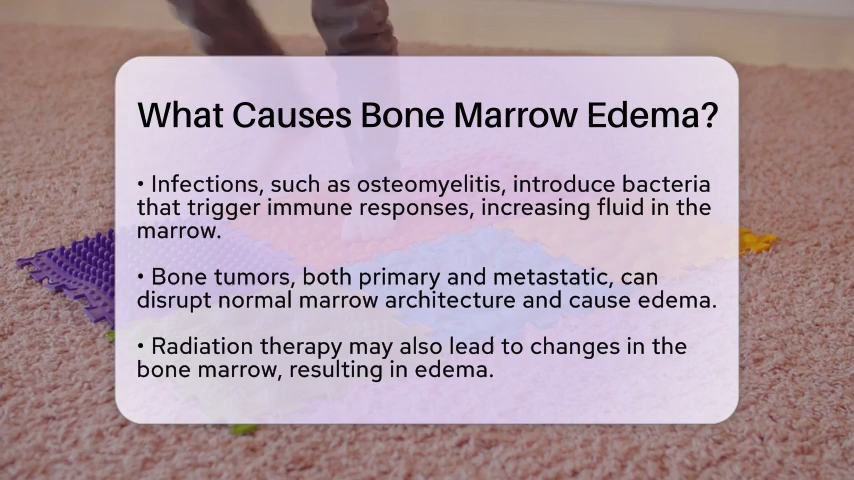 What Causes Bone Marrow Edema?
• Infections, such as osteomyelitis, introduce bacteria
that trigger immune responses, increasing fluid in the
marrow.
• Bone tumors, both primary and metastatic, can
disrupt normal marrow architecture and cause edema.
• Radiation therapy may also lead to changes in the
bone marrow, resulting in edema.